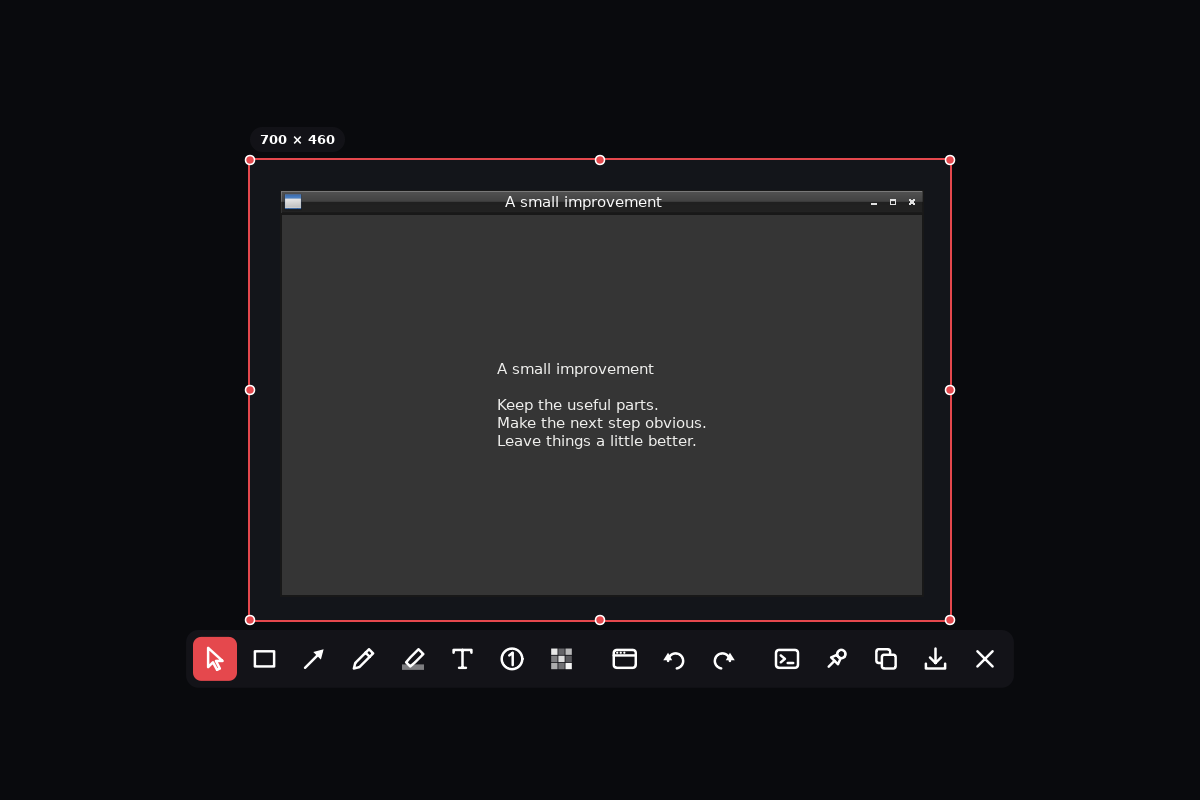 700 × 460
A small improvement
A small improvement
Keep the useful parts.
Make the next step obvious.
Leave things a little better.
T
1